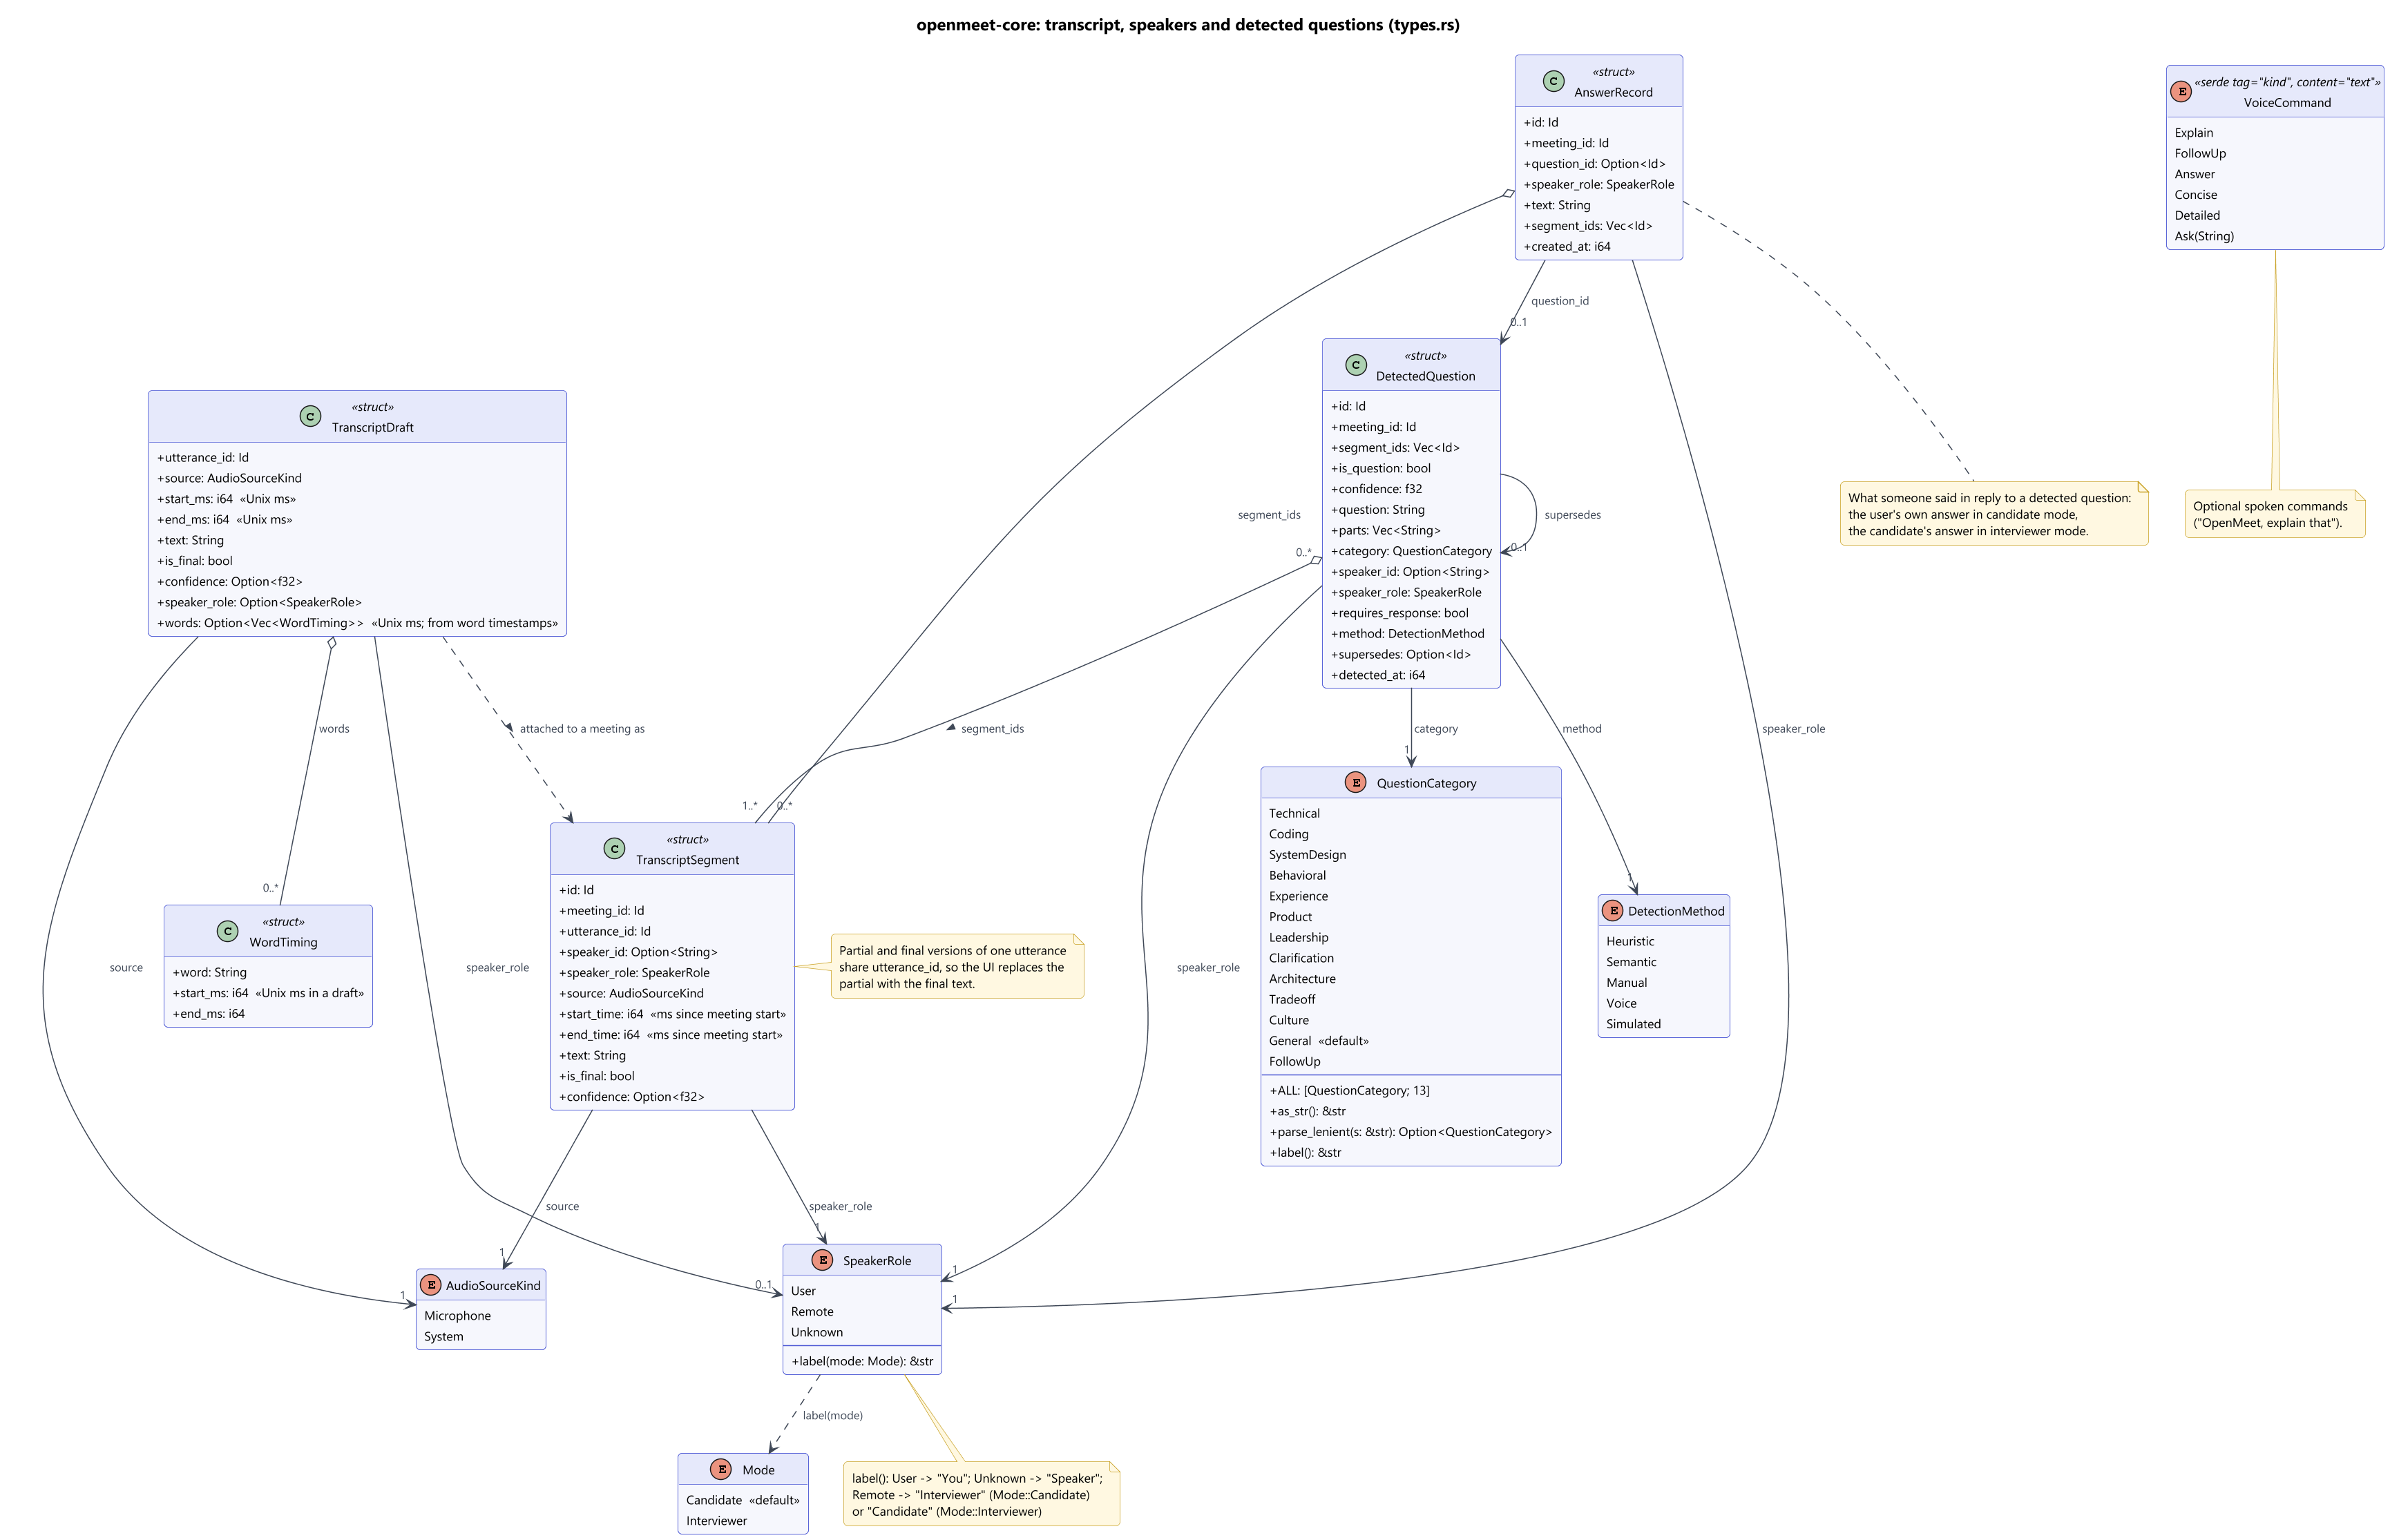 openmeet-core: transcript, speakers and detected questions (types.rs)
C
«struct»
AnswerRecord
+id: Id
+meeting_id: Id
+question_id: Option<Id>
+speaker_role: SpeakerRole
+text: String
+segment_ids: Vec<Id>
+created_at: i64
E
«serde tag="kind", content="text"»
VoiceCommand
Explain
FollowUp
Answer
Concise
Detailed
Ask(String)
question_id
0..1
C
«struct»
DetectedQuestion
+id: Id
+meeting_id: Id
+segment_ids: Vec<Id>
+is_question: bool
+confidence: f32
+question: String
+parts: Vec<String>
+category: QuestionCategory
+speaker_id: Option<String>
+speaker_role: SpeakerRole
+requires_response: bool
+method: DetectionMethod
+supersedes: Option<Id>
+detected_at: i64
supersedes
0..1
segment_ids
0..*
What someone said in reply to a detected question:
the user's own answer in candidate mode,
the candidate's answer in interviewer mode.
Optional spoken commands
("OpenMeet, explain that").
C
«struct»
TranscriptDraft
+utterance_id: Id
+source: AudioSourceKind
+start_ms: i64 «Unix ms»
+end_ms: i64 «Unix ms»
+text: String
+is_final: bool
+confidence: Option<f32>
+speaker_role: Option<SpeakerRole>
+words: Option<Vec<WordTiming>> «Unix ms; from word timestamps»
words
attached to a meeting as
segment_ids
category
method
speaker_role
0..*
1..*
0..*
1
1
C
«struct»
WordTiming
+word: String
+start_ms: i64 «Unix ms in a draft»
+end_ms: i64
C
«struct»
TranscriptSegment
+id: Id
+meeting_id: Id
+utterance_id: Id
+speaker_id: Option<String>
+speaker_role: SpeakerRole
+source: AudioSourceKind
+start_time: i64 «ms since meeting start»
+end_time: i64 «ms since meeting start»
+text: String
+is_final: bool
+confidence: Option<f32>
Partial and final versions of one utterance
share utterance_id, so the UI replaces the
partial with the final text.
E
QuestionCategory
Technical
Coding
SystemDesign
Behavioral
Experience
Product
Leadership
Clarification
Architecture
Tradeoff
Culture
General «default»
FollowUp
+ALL: [QuestionCategory; 13]
+as_str(): &str
+parse_lenient(s: &str): Option<QuestionCategory>
+label(): &str
E
DetectionMethod
Heuristic
Semantic
Manual
Voice
Simulated
source
speaker_role
speaker_role
source
speaker_role
1
1
1
0..1
1
1
E
AudioSourceKind
Microphone
System
E
SpeakerRole
User
Remote
Unknown
+label(mode: Mode): &str
label(mode)
E
Mode
Candidate «default»
Interviewer
label(): User -> "You"; Unknown -> "Speaker";
Remote -> "Interviewer" (Mode::Candidate)
or "Candidate" (Mode::Interviewer)